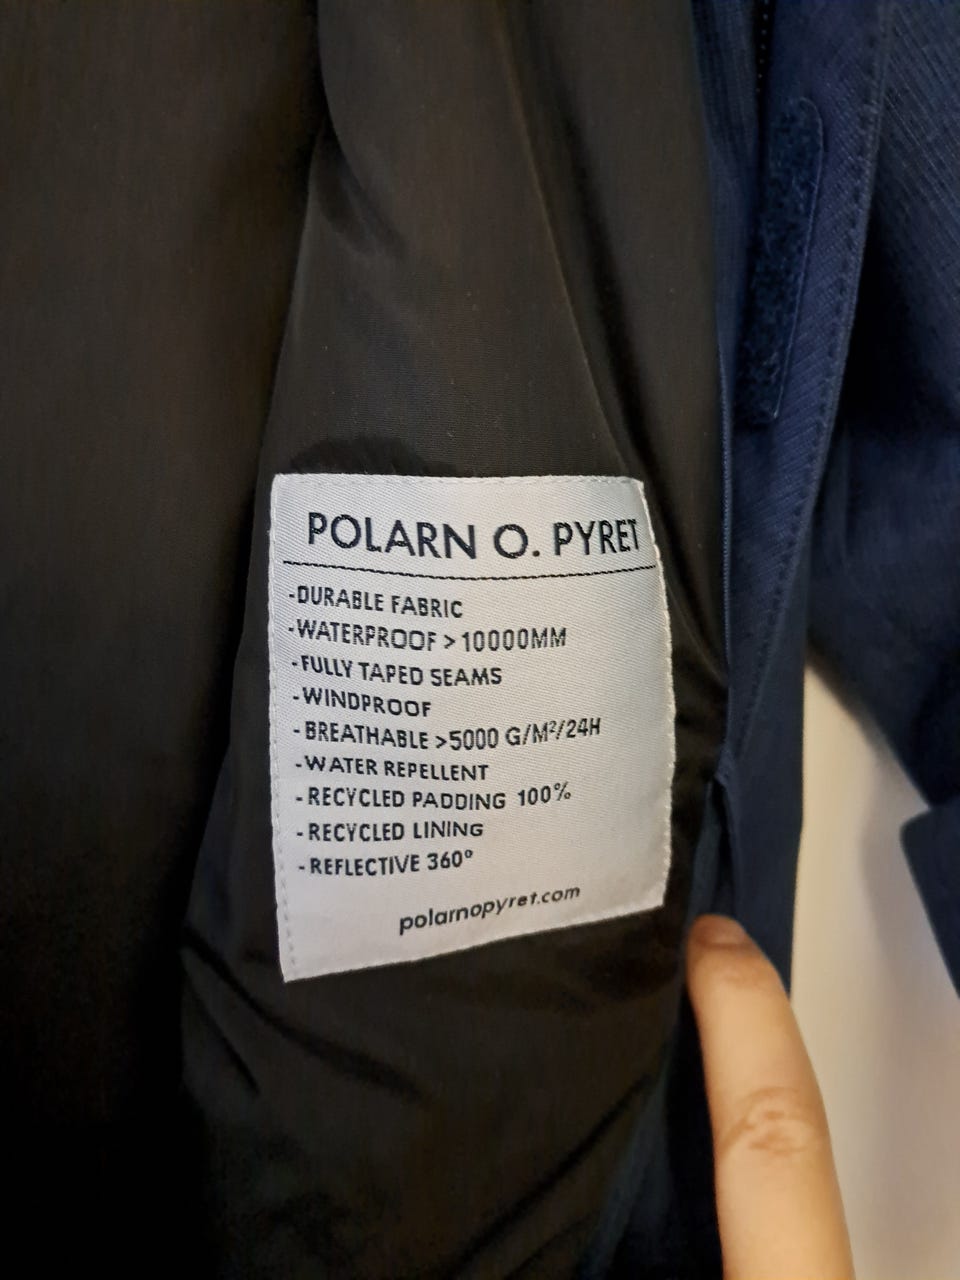 POLARN O. PYRET
-DURABLE FABRIC
-WATERPROOF > 10000MM
-FULLY TAPED SEAMS
-WINDPROOF
- BREATHABLE >5000 G/M²/24H
-WATER REPELLENT
- RECYCLED PADDING 100%
- RECYCLED LINING
- REFLECTIVE 360°
polarnopyret.com